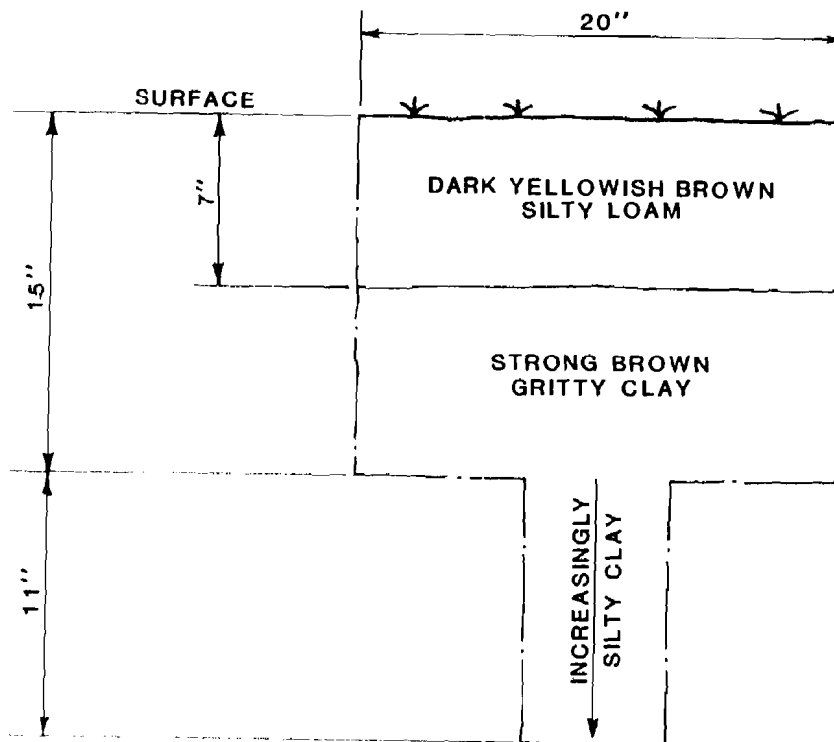 20"
SURFACE
7"
DARK YELLOWISH BROWN
SILTY LOAM
15"
STRONG BROWN
GRITTY CLAY
11"
INCREASINGLY
SILTY CLAY